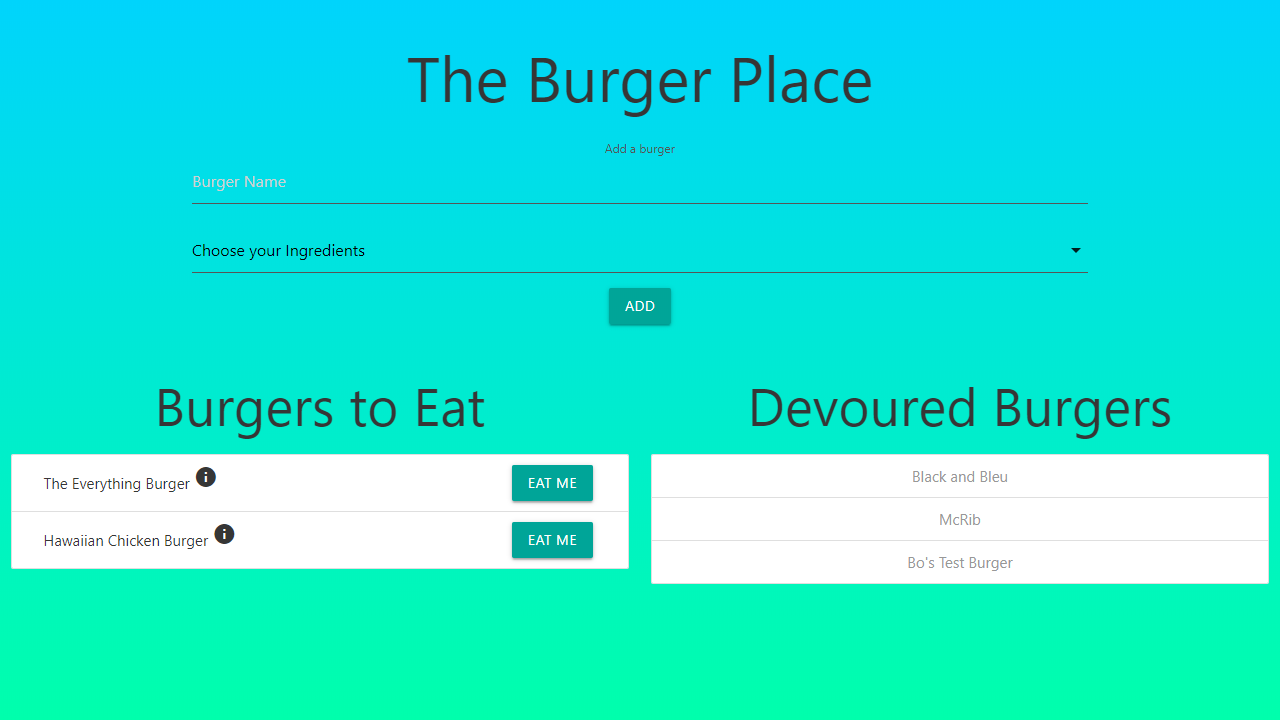 The Burger Place
Add a burger
Burger Name
Choose your Ingredients
ADD
Burgers to Eat
The Everything Burger
EAT ME
Hawaiian Chicken Burger
EAT ME
Devoured Burgers
Black and Bleu
McRib
Bo's Test Burger